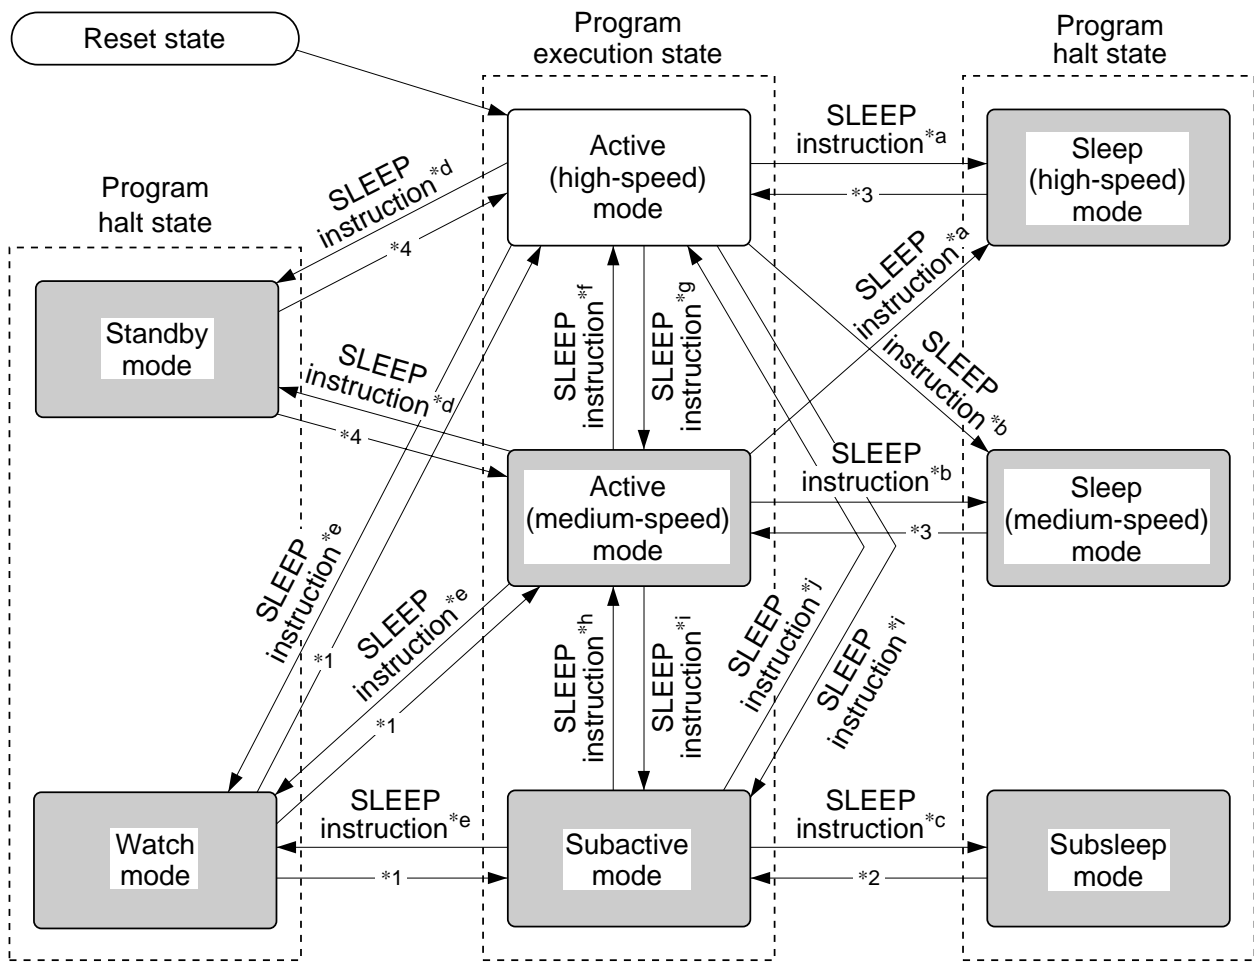 Reset state
Program
execution state
Program
halt state
Program
halt state
Active
(high-speed)
mode
SLEEP
instruction*a
*3
Sleep
(high-speed)
mode
SLEEP
instruction*d
*4
Standby
mode
SLEEP
instruction*d
*4
SLEEP
instruction*f
SLEEP
instruction*g
SLEEP
instruction*a
SLEEP
instruction*b
Active
(medium-speed)
mode
SLEEP
instruction*b
*3
Sleep
(medium-speed)
mode
SLEEP
instruction*e
*1
SLEEP
instruction*e
*1
SLEEP
instruction*h
SLEEP
instruction*i
SLEEP
instruction*j
SLEEP
instruction*i
Watch
mode
SLEEP
instruction*e
*1
Subactive
mode
SLEEP
instruction*c
*2
Subsleep
mode